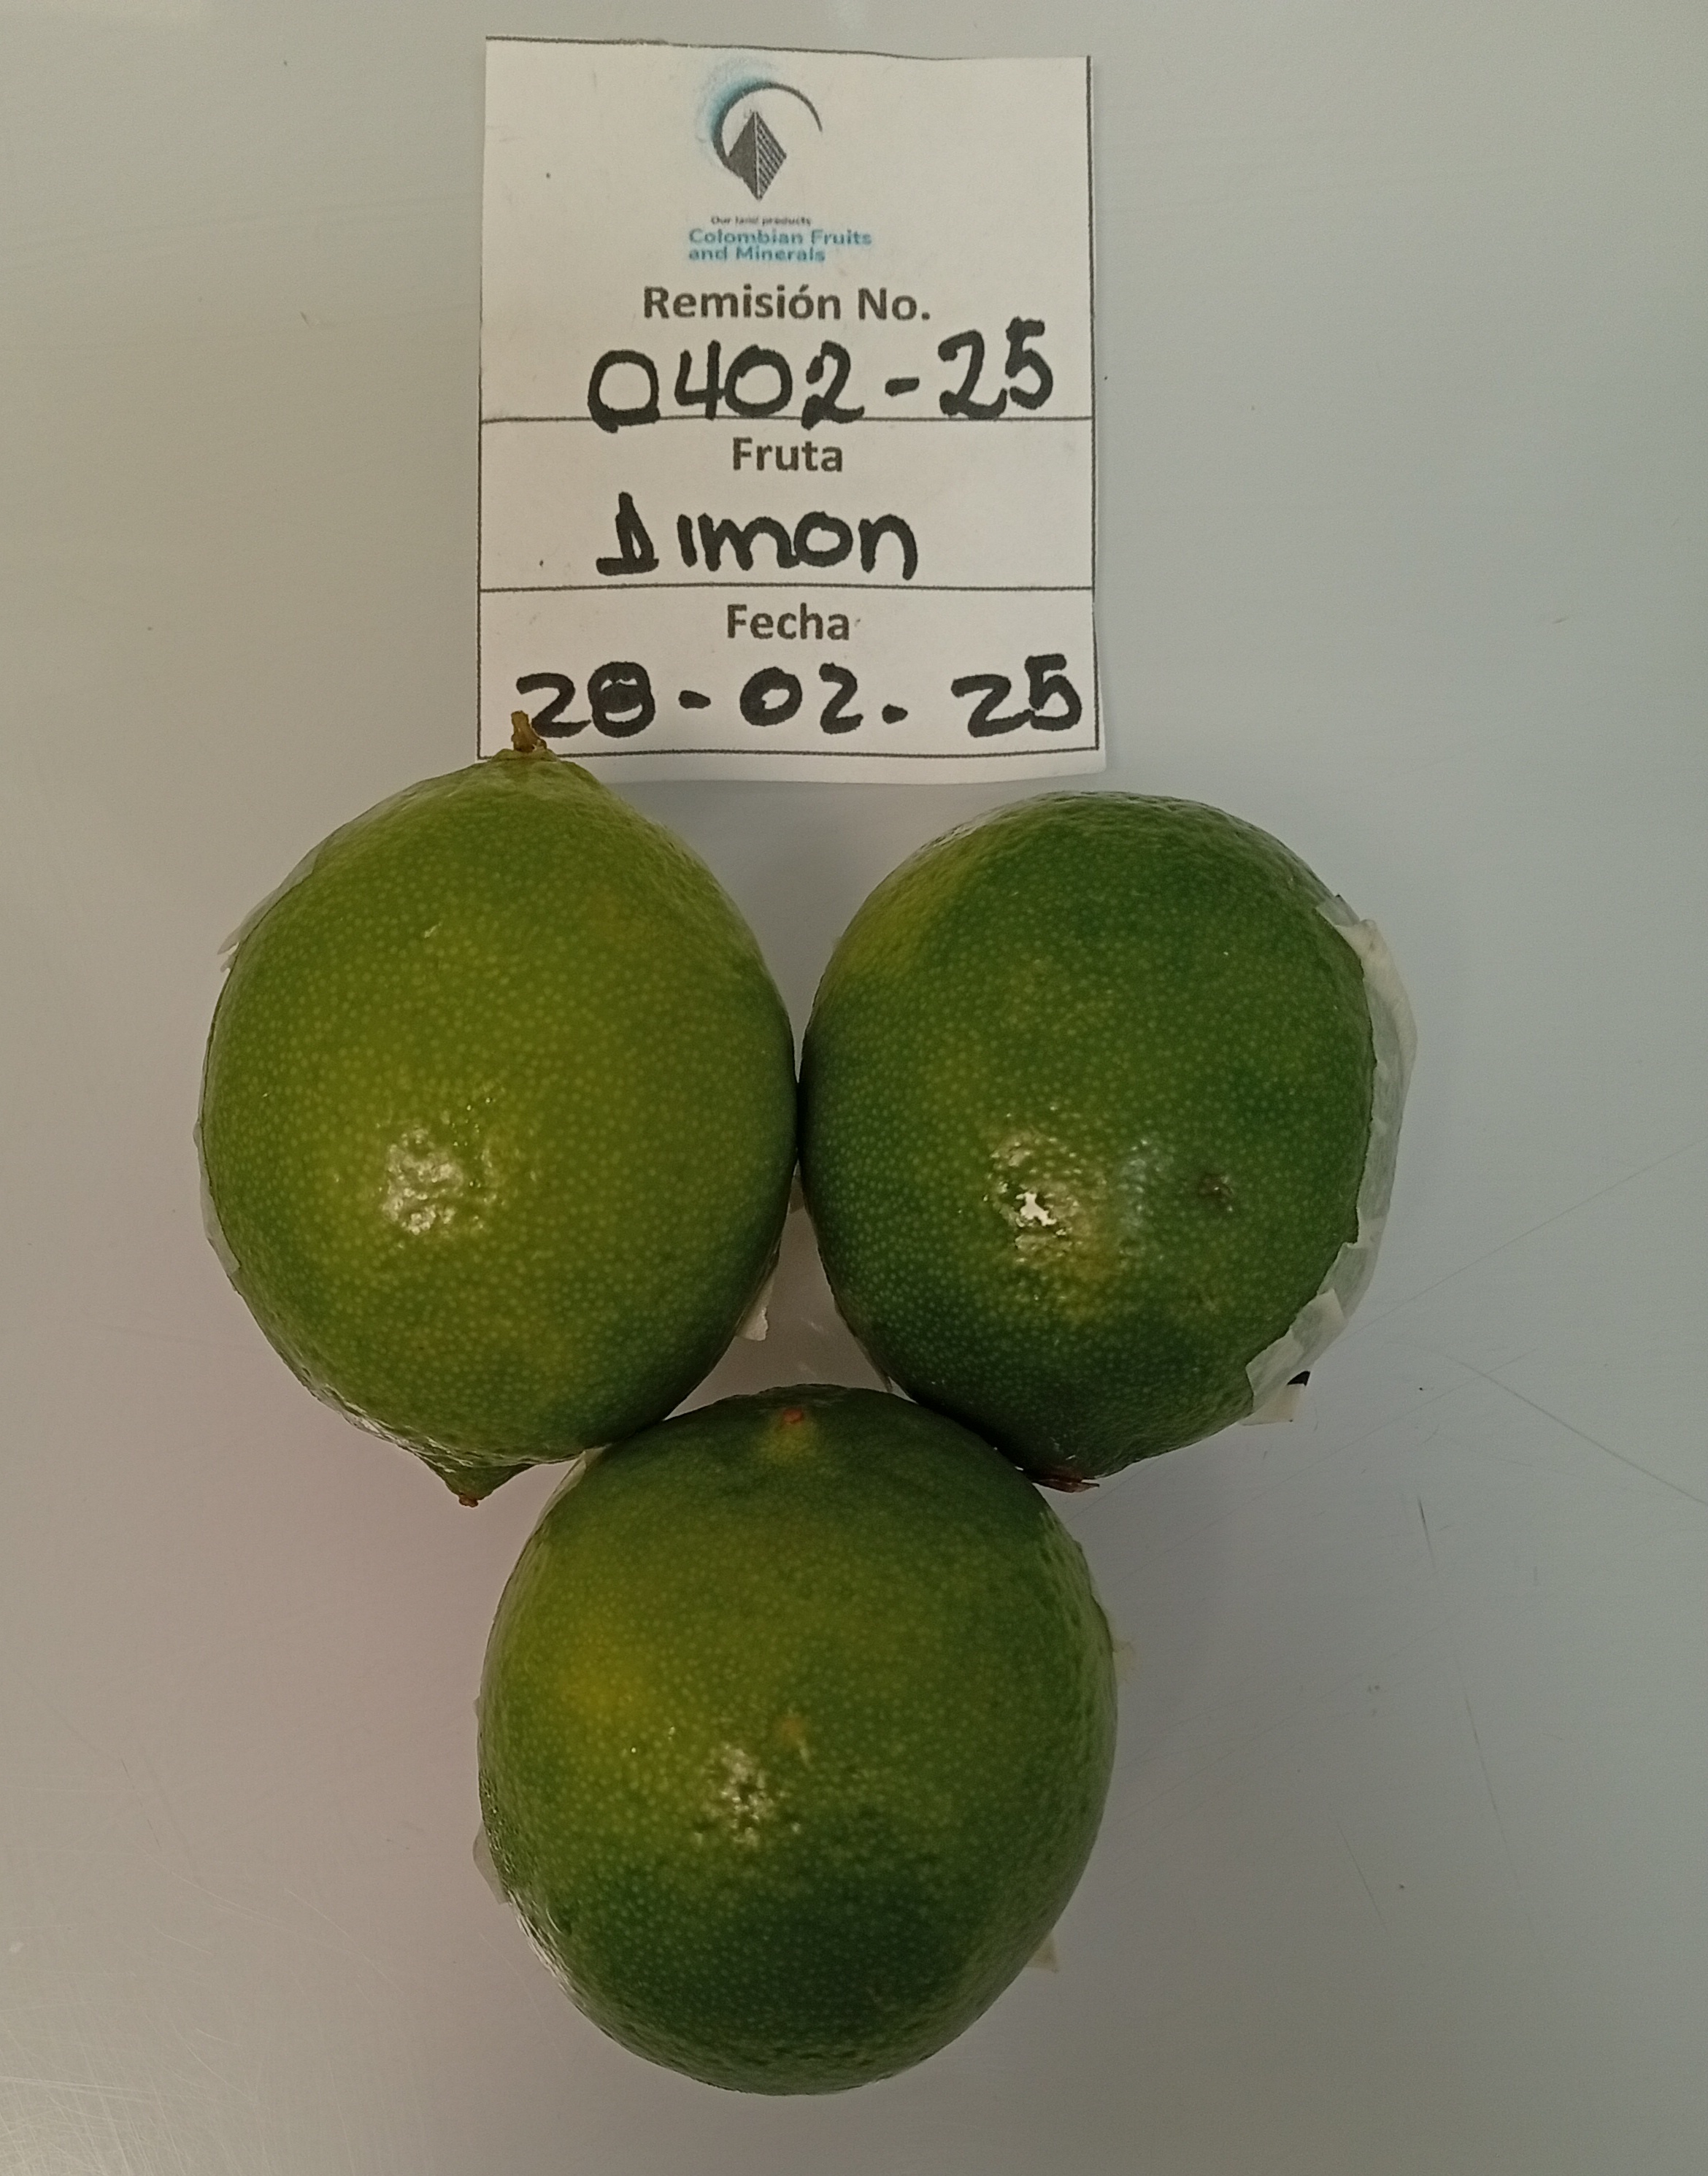 Our land products
Colombian Fruits
and Minerals
Remisión No.
0402-25
Fruta
Limon
Fecha
28-02-25